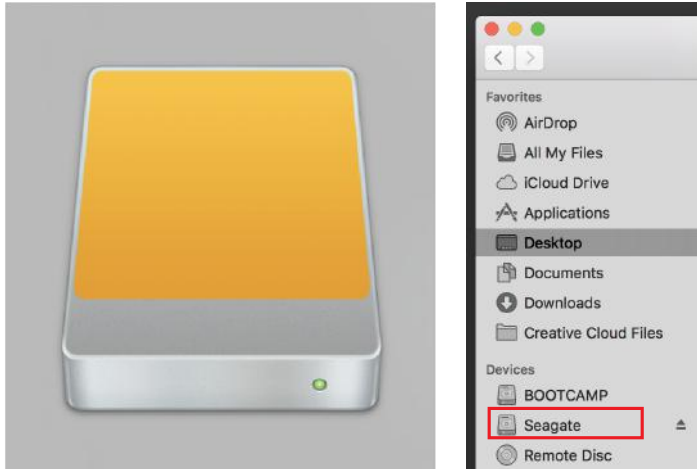 Favorites
AirDrop
All My Files
iCloud Drive
Applications
Desktop
Documents
Downloads
Creative Cloud Files
Devices
BOOTCAMP
Seagate
Remote Disc